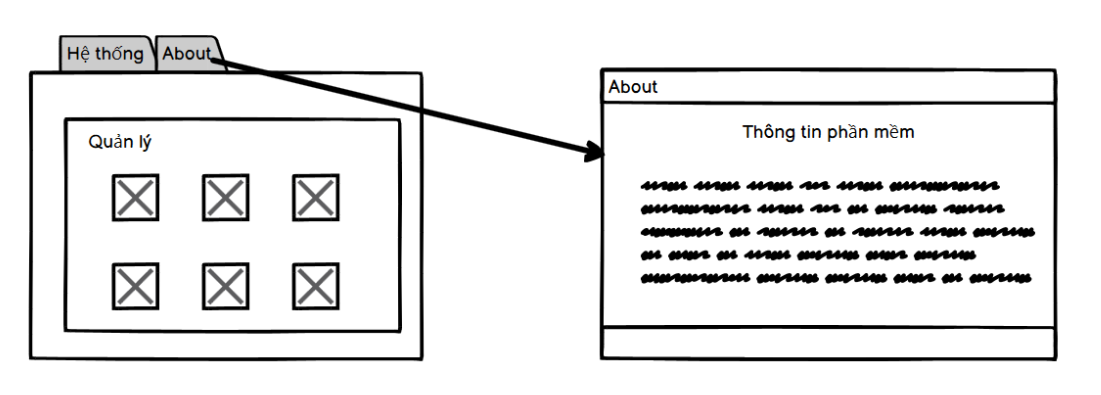 Hệ thống
About
Quản lý
About
Thông tin phần mềm